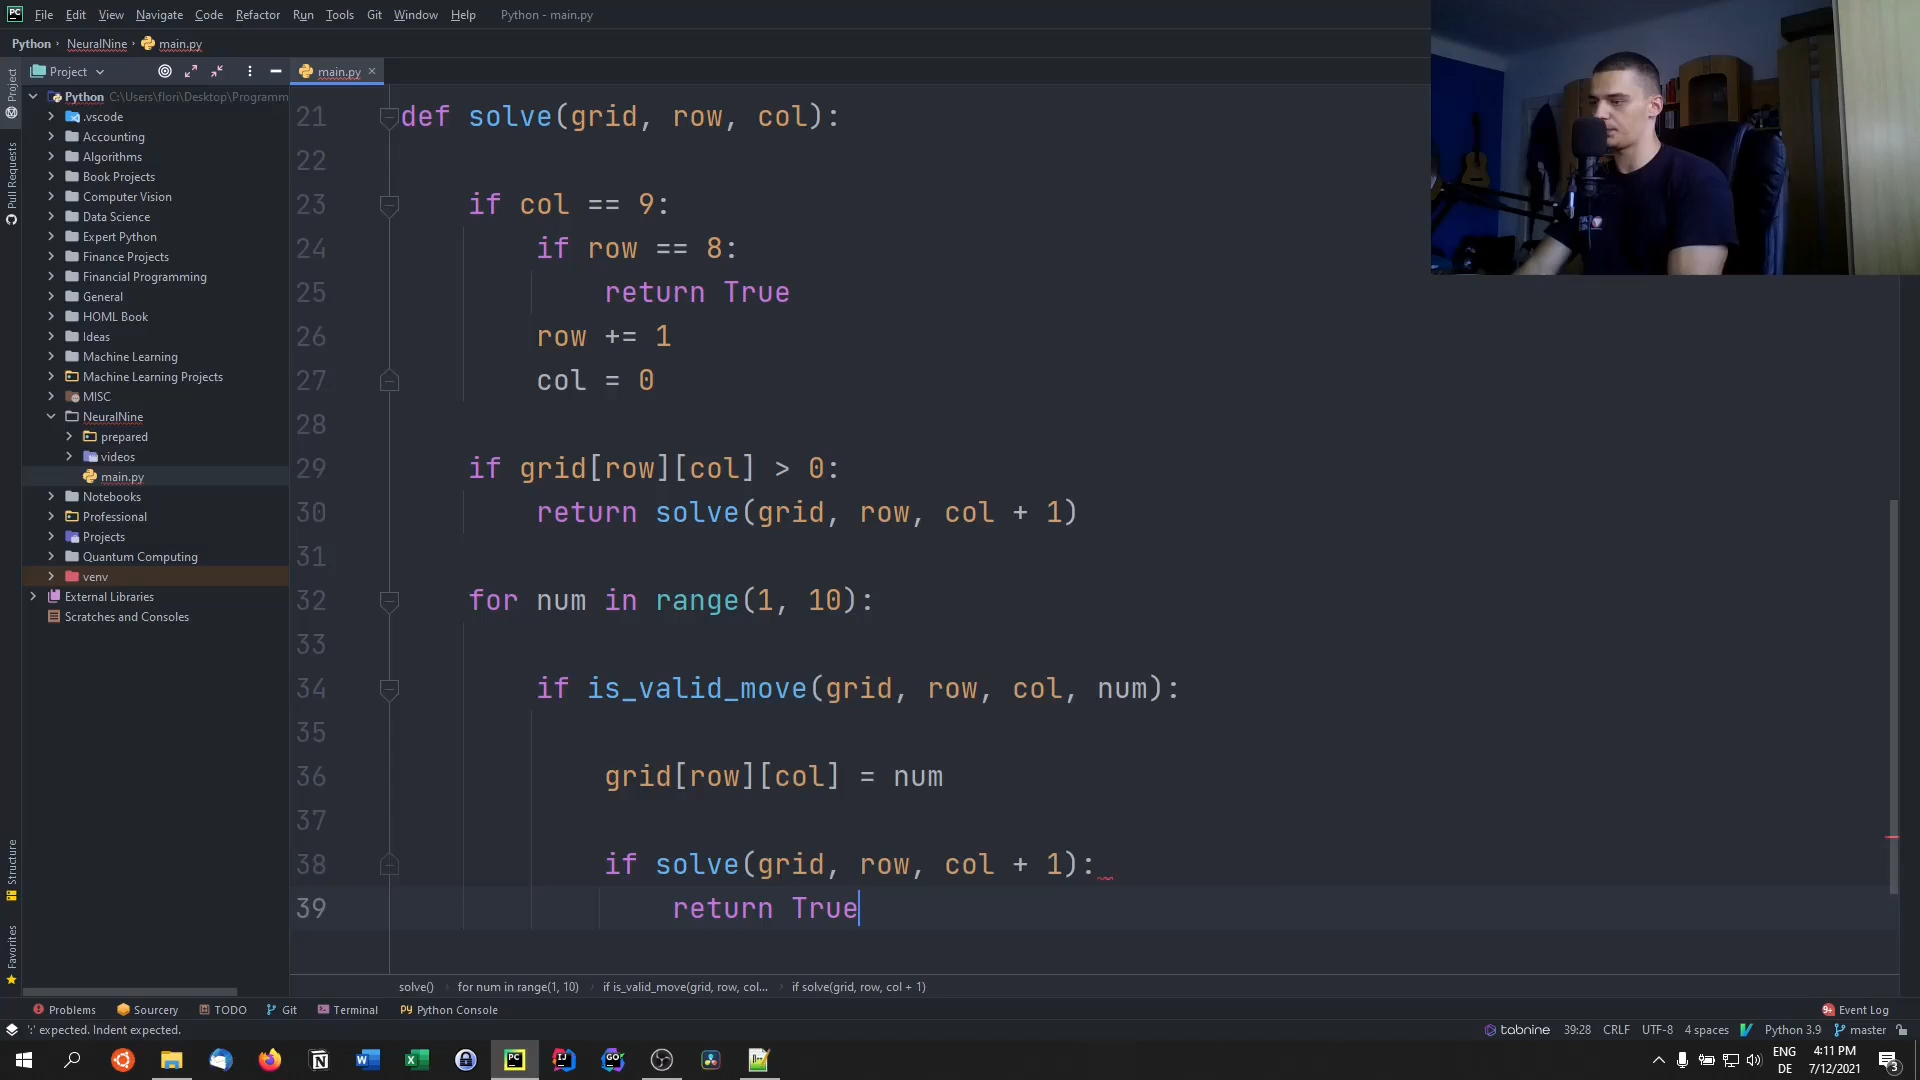 File Edit View Navigate Code Refactor Run Tools Git Window Help Python - main.py
Python NeuralNine main.py
Project main.py
Project
Pull Requests
Structure
Favorites
Python C:\Users\flori\Desktop\Programm
.vscode
Accounting
Algorithms
Book Projects
Computer Vision
Data Science
Expert Python
Finance Projects
Financial Programming
General
HOML Book
Ideas
Machine Learning
Machine Learning Projects
MISC
NeuralNine
prepared
videos
main.py
Notebooks
Professional
Projects
Quantum Computing
venv
External Libraries
Scratches and Consoles
21 def solve(grid, row, col):
22
23 if col == 9:
24 if row == 8:
25 return True
26 row += 1
27 col = 0
28
29 if grid[row][col] > 0:
30 return solve(grid, row, col + 1)
31
32 for num in range(1, 10):
33
34 if is_valid_move(grid, row, col, num):
35
36 grid[row][col] = num
37
38 if solve(grid, row, col + 1):
39 return True
solve() for num in range(1, 10) if is_valid_move(grid, row, col... if solve(grid, row, col + 1)
Problems Sourcery TODO Git Terminal Python Console Event Log
':' expected. Indent expected. tabnine 39:28 CRLF UTF-8 4 spaces Python 3.9 master
ENG 4:11 PM
DE 7/12/2021 3